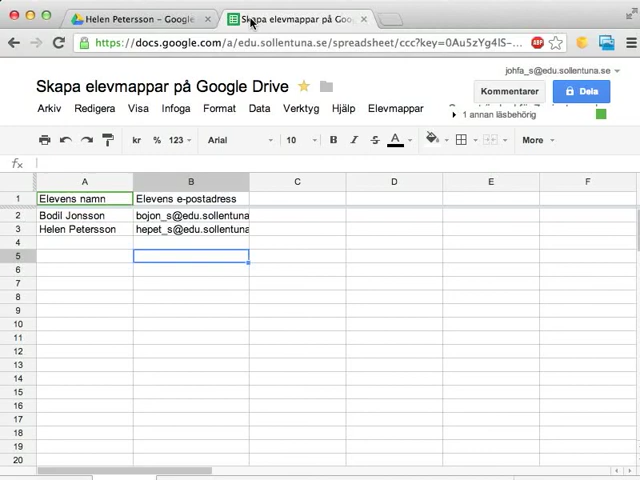 Helen Petersson – Google
Skapa elevmappar på Goo
https://docs.google.com/a/edu.sollentuna.se/spreadsheet/ccc?key=0Au5zYg4lS-…
ABP
Skapa elevmappar på Google Drive
johfa_s@edu.sollentuna.se
Kommentarer
Dela
Arkiv Redigera Visa Infoga Format Data Verktyg Hjälp Elevmappar
1 annan läsbehörig
kr % 123 Arial 10 B I S A More
fx
A B C D E F
1 Elevens namn Elevens e-postadress
2 Bodil Jonsson bojon_s@edu.sollentuna
3 Helen Petersson hepet_s@edu.sollentuna
4
5
6
7
8
9
10
11
12
13
14
15
16
17
18
19
20